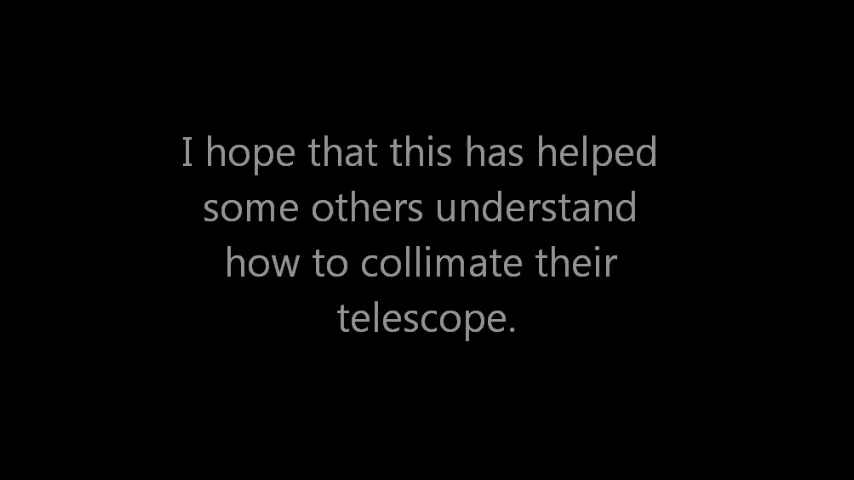 I hope that this has helped
some others understand
how to collimate their
telescope.